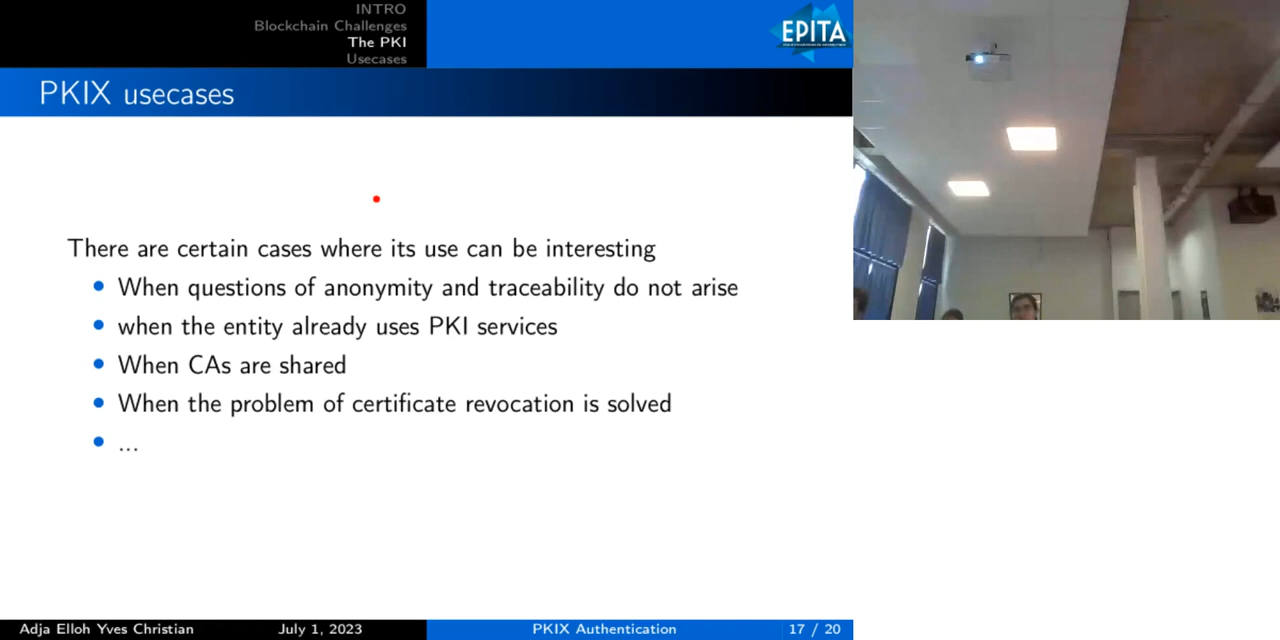 INTRO
Blockchain Challenges
The PKI
Usecases
EPITA
PKIX usecases
There are certain cases where its use can be interesting
When questions of anonymity and traceability do not arise
when the entity already uses PKI services
When CAs are shared
When the problem of certificate revocation is solved
...
Adja Elloh Yves Christian July 1, 2023 PKIX Authentication 17 / 20